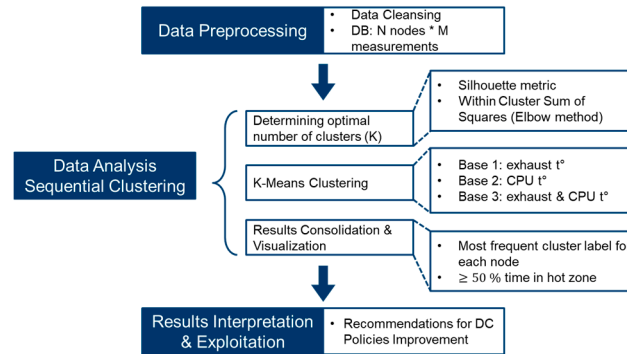 Data Preprocessing
• Data Cleansing
• DB: N nodes * M
measurements
Data Analysis
Sequential Clustering
Determining optimal
number of clusters (K)
• Silhouette metric
• Within Cluster Sum of
Squares (Elbow method)
K-Means Clustering
• Base 1: exhaust t°
• Base 2: CPU t°
• Base 3: exhaust & CPU t°
Results Consolidation &
Visualization
• Most frequent cluster label fo
each node
• ≥ 50 % time in hot zone
Results Interpretation
& Exploitation
• Recommendations for DC
Policies Improvement